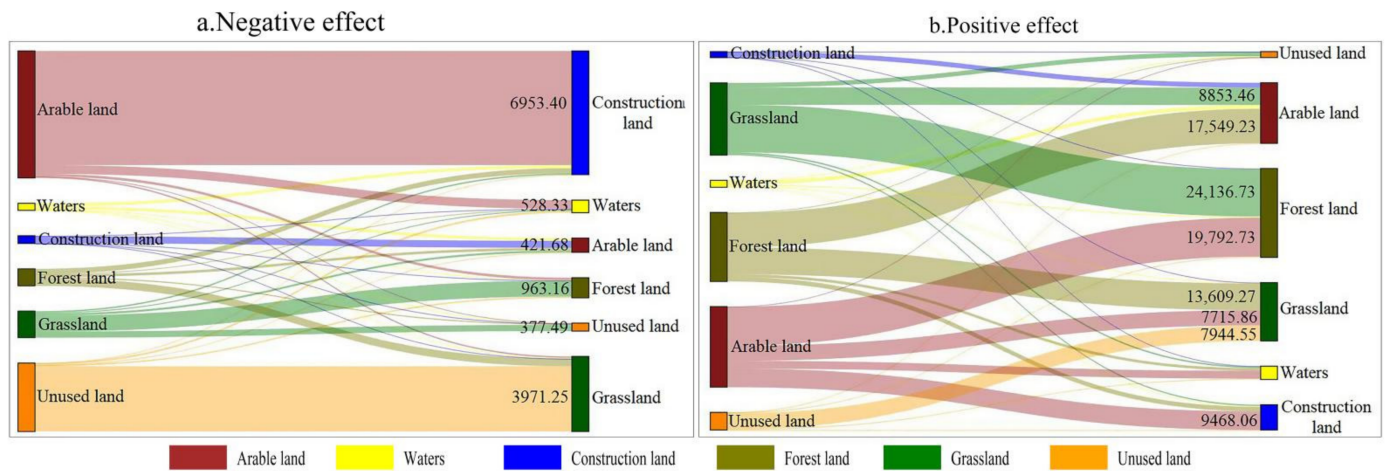 a.Negative effect
Arable land
Waters
Construction land
Forest land
Grassland
Unused land
6953.40
528.33
421.68
963.16
377.49
3971.25
Construction
land
Waters
Arable land
Forest land
Unused land
Grassland
b.Positive effect
Construction land
Grassland
Waters
Forest land
Arable land
Unused land
8853.46
17,549.23
24,136.73
19,792.73
13,609.27
7715.86
7944.55
9468.06
Unused land
Arable land
Forest land
Grassland
Waters
Construction
land
Arable land
Waters
Construction land
Forest land
Grassland
Unused land